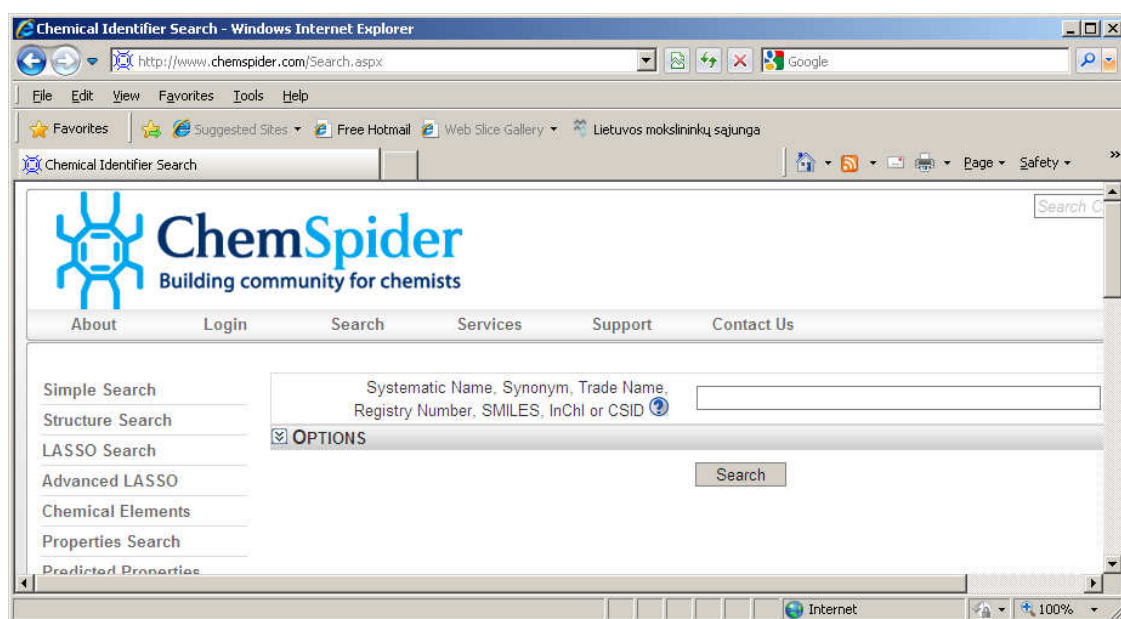 Chemical Identifier Search - Windows Internet Explorer
http://www.chemspider.com/Search.aspx
Google
File Edit View Favorites Tools Help
Favorites Suggested Sites Free Hotmail Web Slice Gallery Lietuvos mokslininkų sąjunga
Chemical Identifier Search
Page Safety »
Search C
ChemSpider
Building community for chemists
About Login Search Services Support Contact Us
Simple Search
Structure Search
LASSO Search
Advanced LASSO
Chemical Elements
Properties Search
Predicted Properties
Systematic Name, Synonym, Trade Name,
Registry Number, SMILES, InChI or CSID ?
OPTIONS
Search
Internet 100%